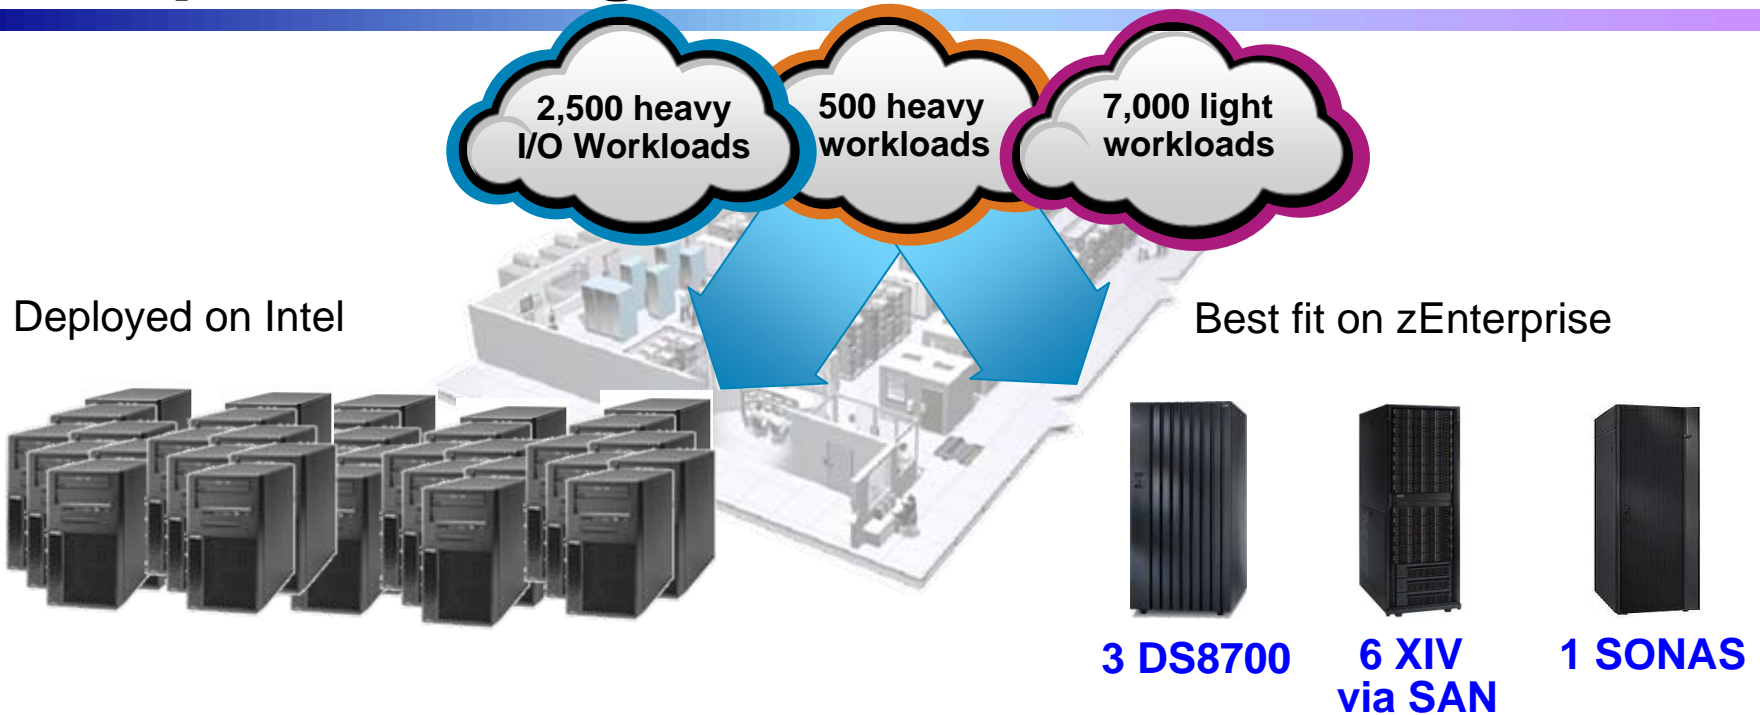 2,500 heavy
I/O Workloads
500 heavy
workloads
7,000 light
workloads
Deployed on Intel
Best fit on zEnterprise
3 DS8700
6 XIV
via SAN
1 SONAS